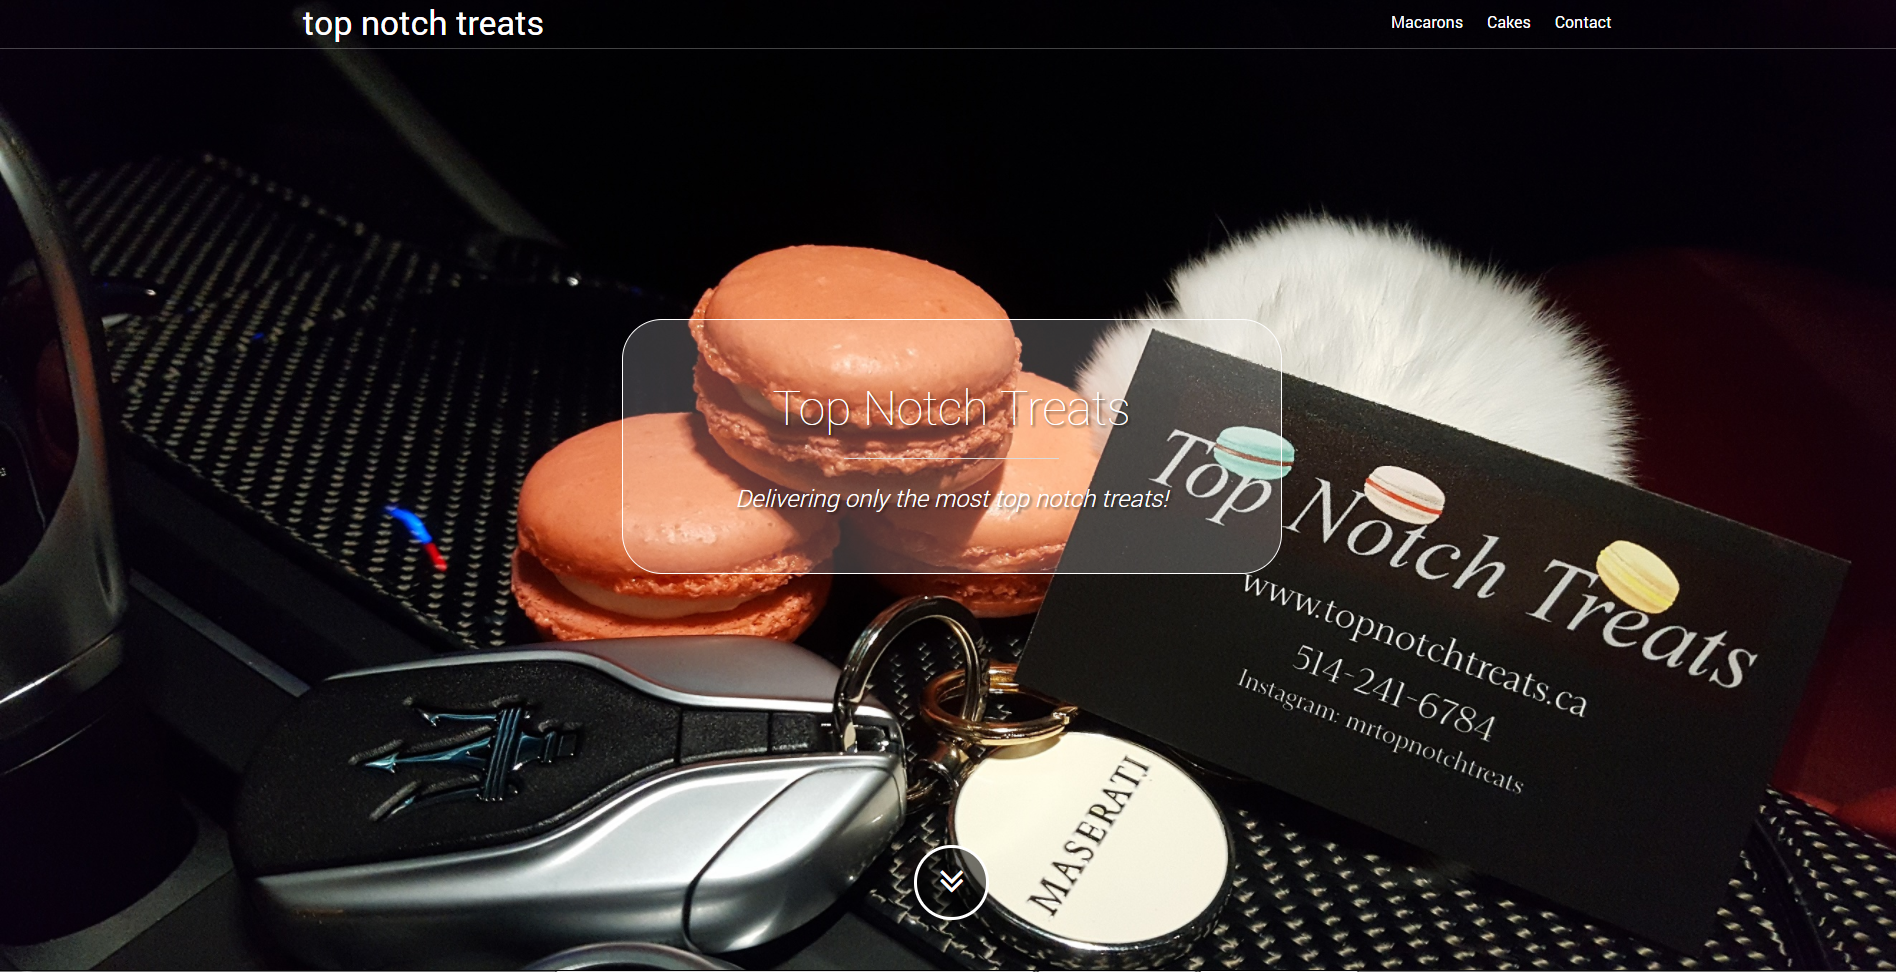 top notch treats
Macarons Cakes Contact
Top Notch Treats
Delivering only the most top notch treats!
Top Notch Treats
www.topnotchtreats.ca
514-241-6784
Instagram: mrtopnotchtreats
MASERATI